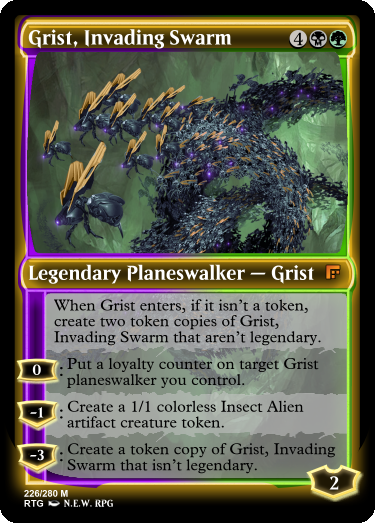 Grist, Invading Swarm 4
Legendary Planeswalker — Grist
When Grist enters, if it isn't a token,
create two token copies of Grist,
Invading Swarm that aren't legendary.
0: Put a loyalty counter on target Grist
planeswalker you control.
-1: Create a 1/1 colorless Insect Alien
artifact creature token.
-3: Create a token copy of Grist, Invading
Swarm that isn't legendary.
2
226/280 M
RTG N.E.W. RPG